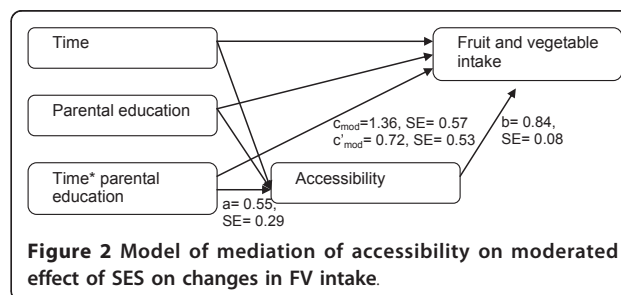 Time
Fruit and vegetable
intake
Parental education
c_mod=1.36, SE= 0.57
c'_mod= 0.72, SE= 0.53
b= 0.84,
SE= 0.08
Time* parental
education
Accessibility
a= 0.55,
SE= 0.29
Figure 2 Model of mediation of accessibility on moderated
effect of SES on changes in FV intake.